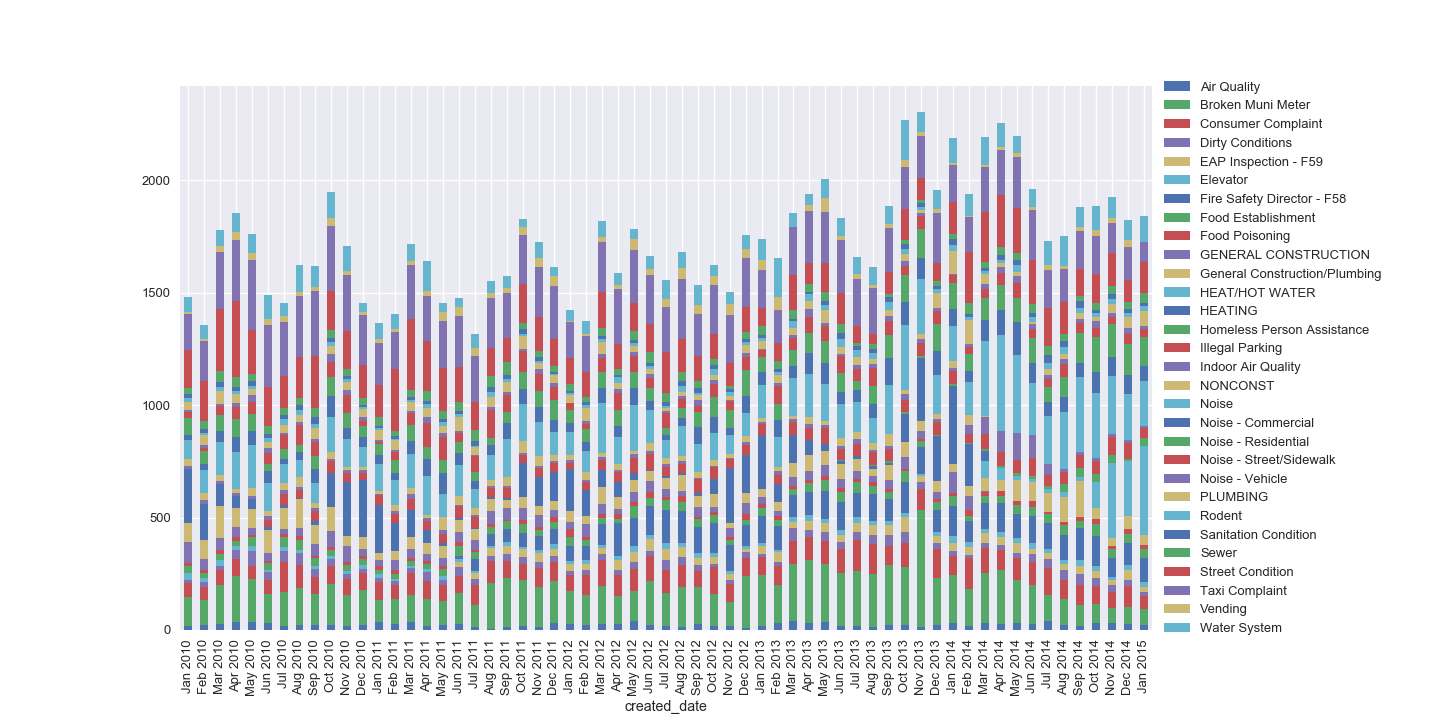 2000
1500
1000
500
0
Jan 2010
Feb 2010
Mar 2010
Apr 2010
May 2010
Jun 2010
Jul 2010
Aug 2010
Sep 2010
Oct 2010
Nov 2010
Dec 2010
Jan 2011
Feb 2011
Mar 2011
Apr 2011
May 2011
Jun 2011
Jul 2011
Aug 2011
Sep 2011
Oct 2011
Nov 2011
Dec 2011
Jan 2012
Feb 2012
Mar 2012
Apr 2012
May 2012
Jun 2012
Jul 2012
Aug 2012
Sep 2012
Oct 2012
Nov 2012
Dec 2012
Jan 2013
Feb 2013
Mar 2013
Apr 2013
May 2013
Jun 2013
Jul 2013
Aug 2013
Sep 2013
Oct 2013
Nov 2013
Dec 2013
Jan 2014
Feb 2014
Mar 2014
Apr 2014
May 2014
Jun 2014
Jul 2014
Aug 2014
Sep 2014
Oct 2014
Nov 2014
Dec 2014
Jan 2015
created_date
Air Quality
Broken Muni Meter
Consumer Complaint
Dirty Conditions
EAP Inspection - F59
Elevator
Fire Safety Director - F58
Food Establishment
Food Poisoning
GENERAL CONSTRUCTION
General Construction/Plumbing
HEAT/HOT WATER
HEATING
Homeless Person Assistance
Illegal Parking
Indoor Air Quality
NONCONST
Noise
Noise - Commercial
Noise - Residential
Noise - Street/Sidewalk
Noise - Vehicle
PLUMBING
Rodent
Sanitation Condition
Sewer
Street Condition
Taxi Complaint
Vending
Water System